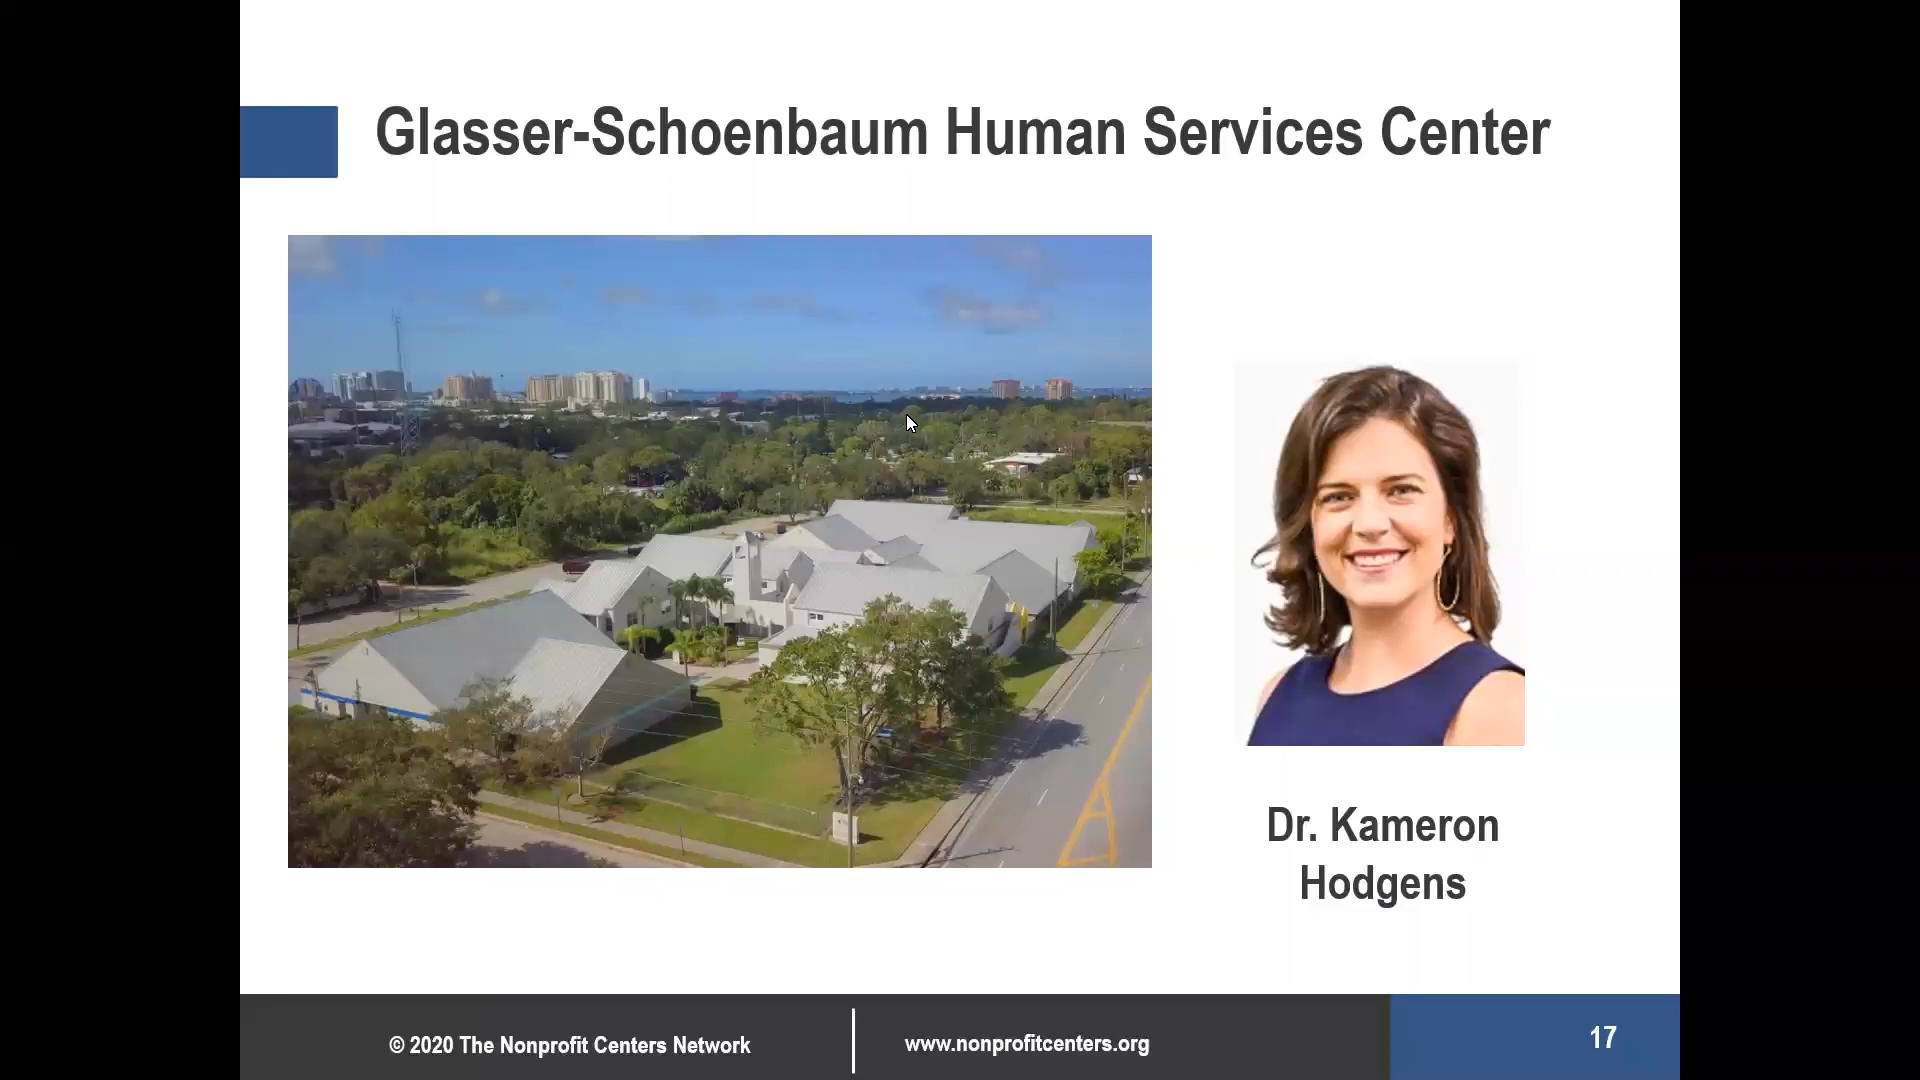 Glasser-Schoenbaum Human Services Center
Dr. Kameron
Hodgens
© 2020 The Nonprofit Centers Network
www.nonprofitcenters.org
17